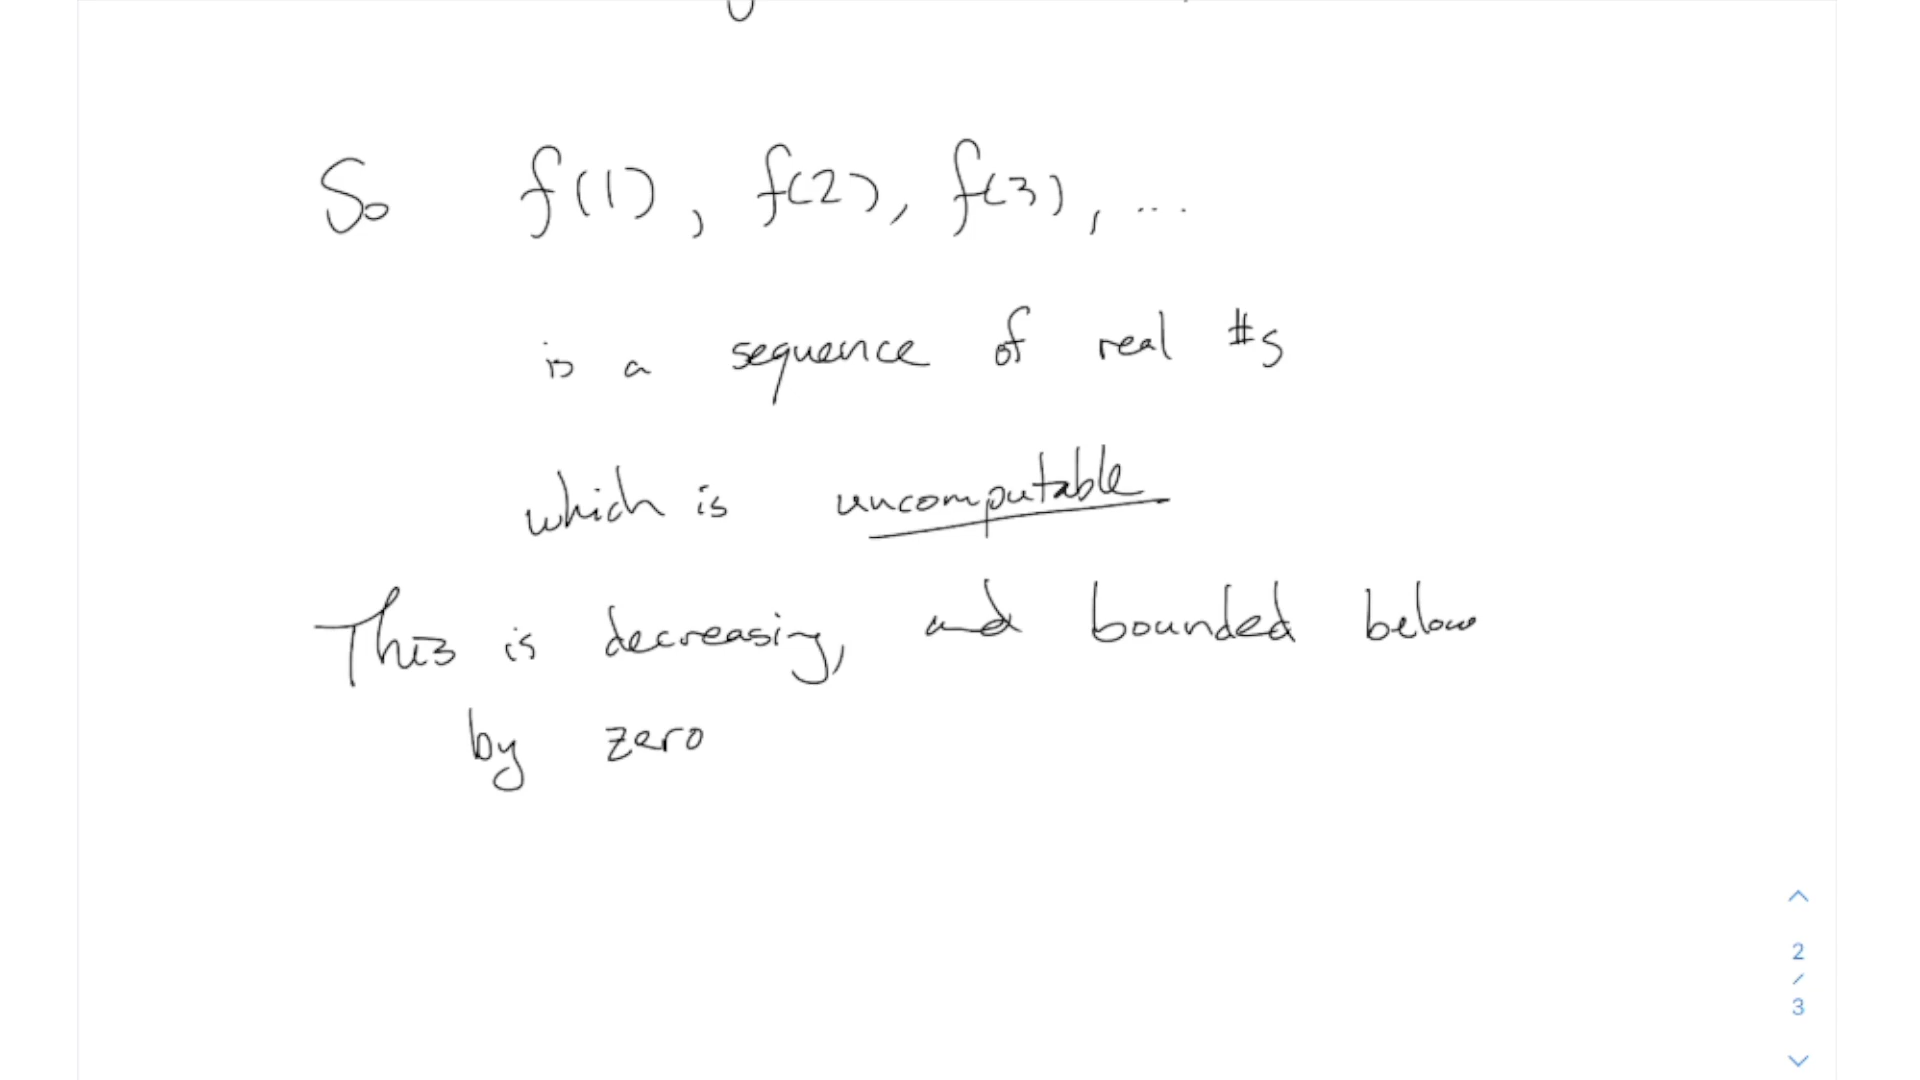 So f(1), f(2), f(3), ...
is a sequence of real #s
which is uncomputable
This is decreasing, and bounded below
by zero
2
/
3